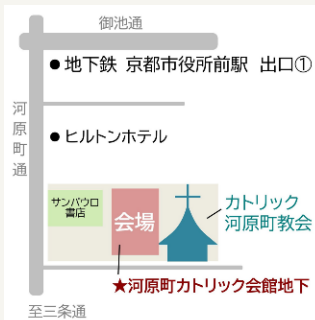 御池通
●地下鉄 京都市役所前駅 出口①
河原町通
●ヒルトンホテル
サンパウロ
書店
会場
カトリック
河原町教会
★河原町カトリック会館地下
至三条通